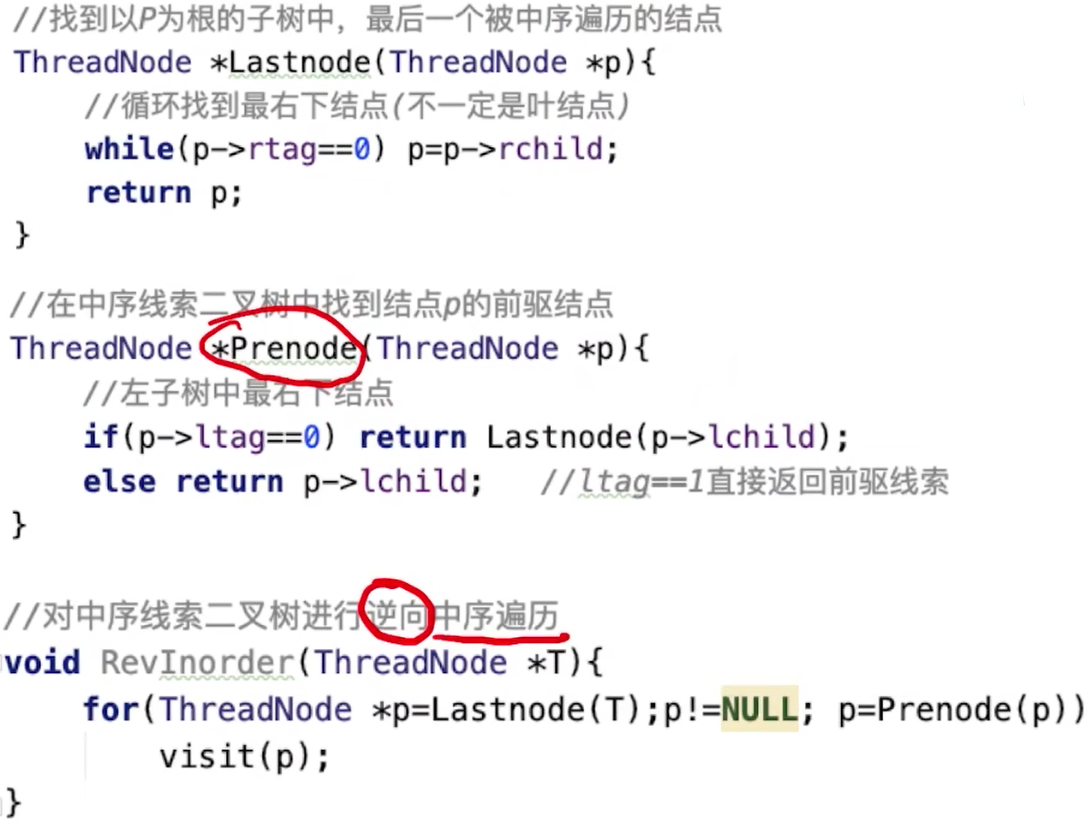 //找到以P为根的子树中，最后一个被中序遍历的结点
ThreadNode *Lastnode(ThreadNode *p){
//循环找到最右下结点(不一定是叶结点)
while(p->rtag==0) p=p->rchild;
return p;
}
//在中序线索二叉树中找到结点p的前驱结点
ThreadNode *Prenode(ThreadNode *p){
//左子树中最右下结点
if(p->ltag==0) return Lastnode(p->lchild);
else return p->lchild; //ltag==1直接返回前驱线索
}
//对中序线索二叉树进行逆向中序遍历
void RevInorder(ThreadNode *T){
for(ThreadNode *p=Lastnode(T);p!=NULL; p=Prenode(p))
visit(p);
}